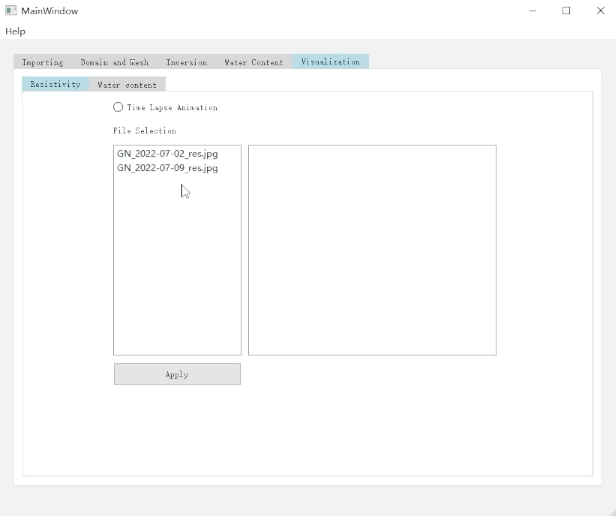 MainWindow
Help
Importing Domain and Mesh Inversion Water Content Visualization
Resistivity Water content
Time Lapse Animation
File Selection
GN_2022-07-02_res.jpg
GN_2022-07-09_res.jpg
Apply